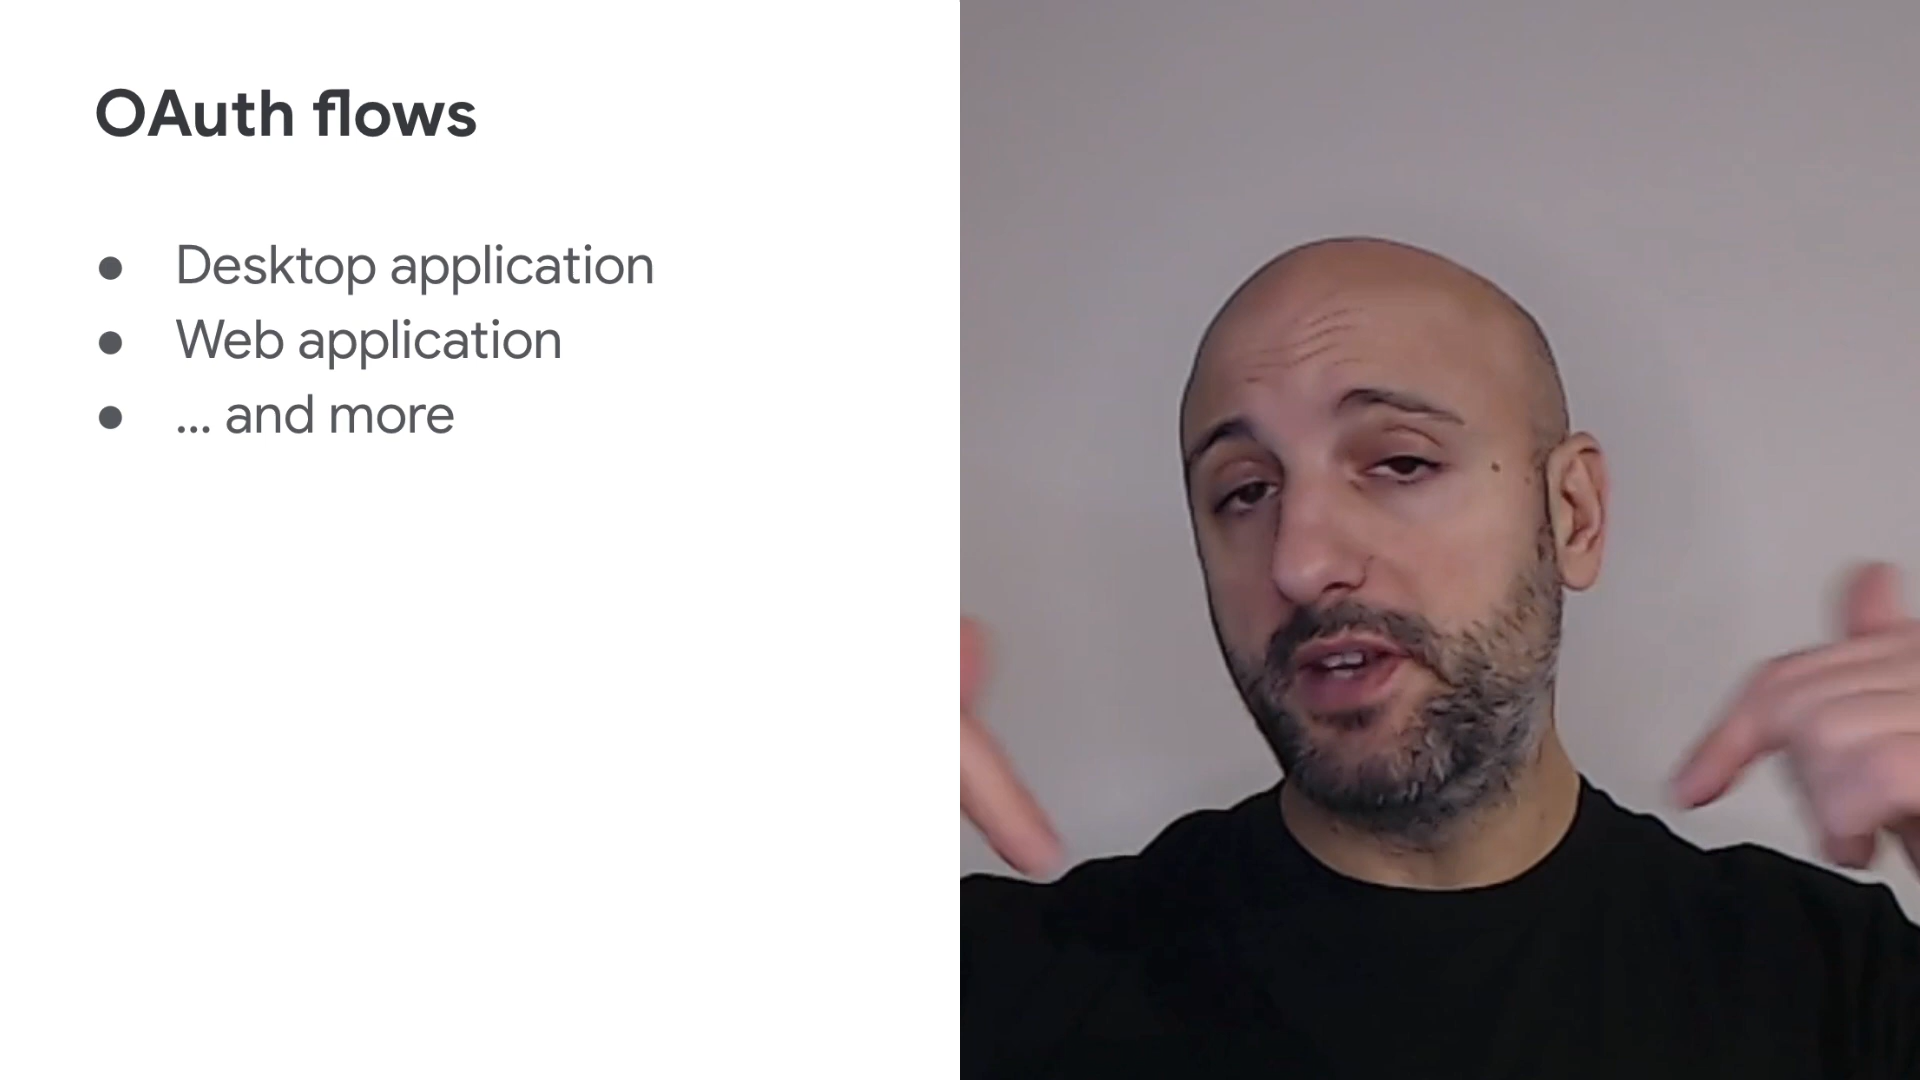 OAuth flows
● Desktop application
● Web application
● ... and more